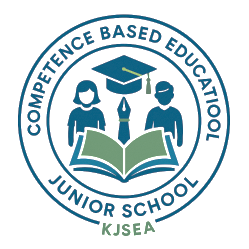 COMPETENCE BASED EDUCATIOOL
JUNIOR SCHOOL
KJSEA